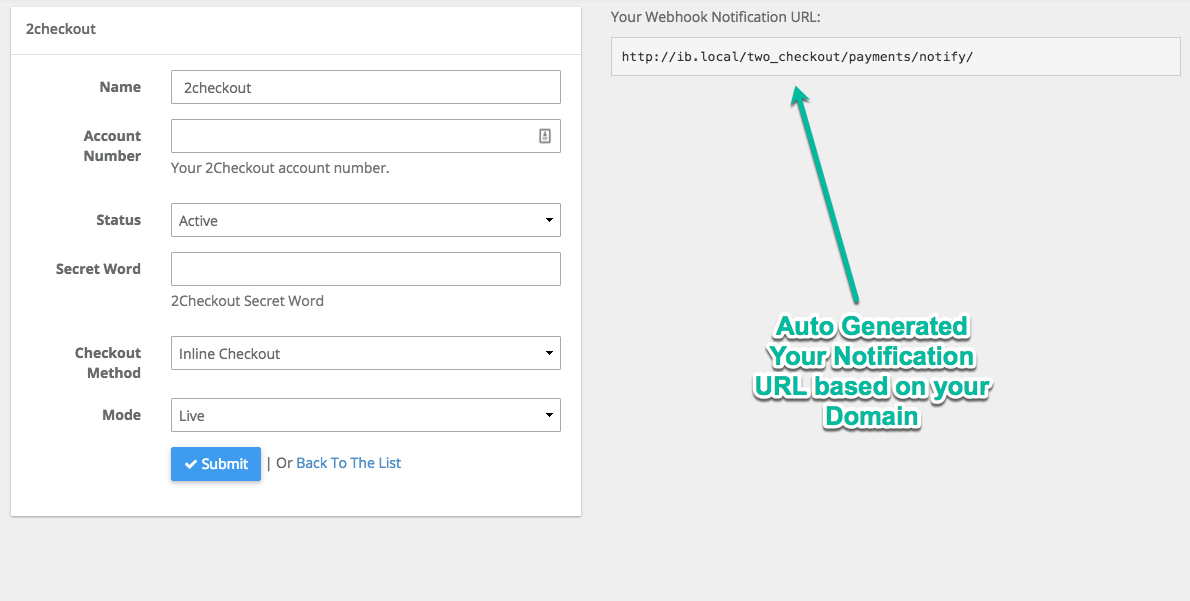 2checkout
Name
2checkout
Account
Number
Your 2Checkout account number.
Status
Active
Secret Word
2Checkout Secret Word
Checkout
Method
Inline Checkout
Mode
Live
Submit | Or Back To The List
Your Webhook Notification URL:
http://ib.local/two_checkout/payments/notify/
Auto Generated
Your Notification
URL based on your
Domain